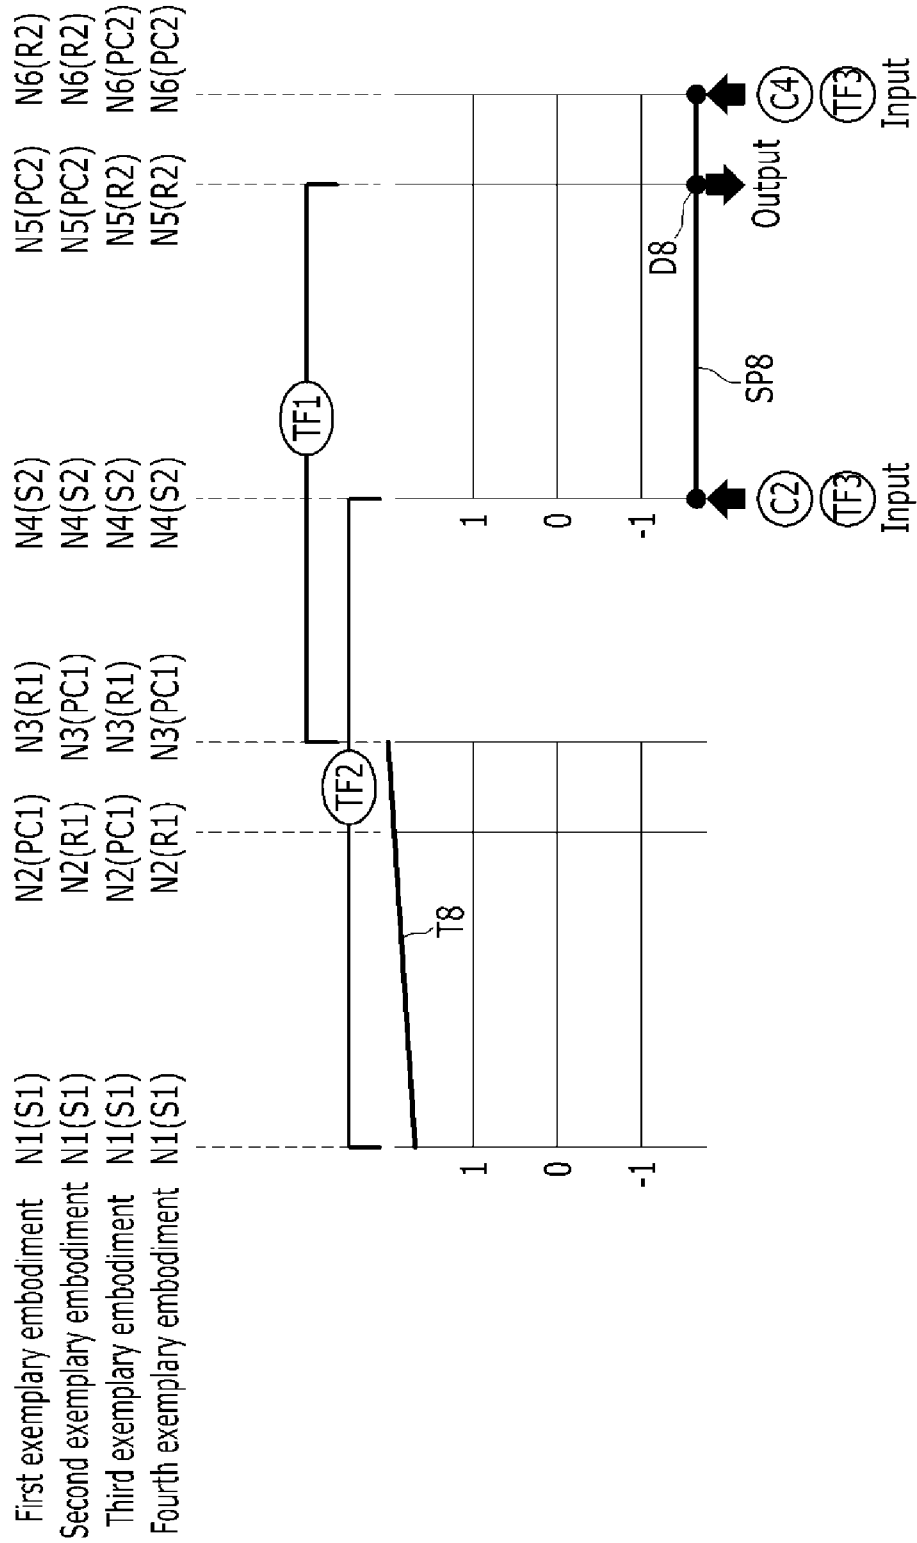 First exemplary embodiment N1(S1) N2(PC1) N3(R1) N4(S2) N5(PC2) N6(R2)
Second exemplary embodiment N1(S1) N2(R1) N3(PC1) N4(S2) N5(PC2) N6(R2)
Third exemplary embodiment N1(S1) N2(PC1) N3(R1) N4(S2) N5(R2) N6(PC2)
Fourth exemplary embodiment N1(S1) N2(R1) N3(PC1) N4(S2) N5(R2) N6(PC2)
TF1
TF2
T8
1
1
0
0
-1
-1
D8
SP8
Output
C2
C4
TF3
TF3
Input
Input